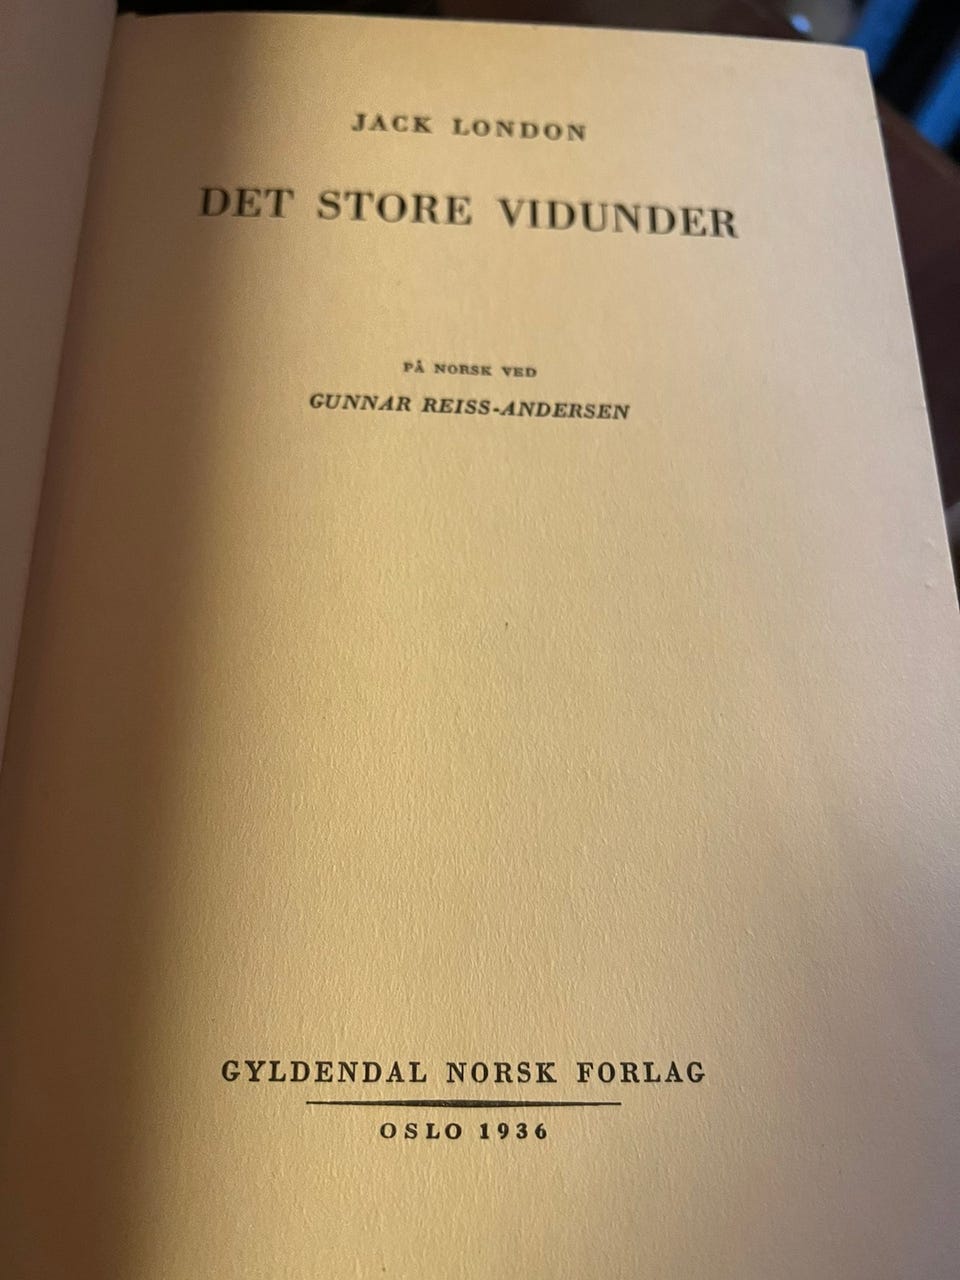 JACK LONDON
DET STORE VIDUNDER
PÅ NORSK VED
GUNNAR REISS-ANDERSEN
GYLDENDAL NORSK FORLAG
OSLO 1936